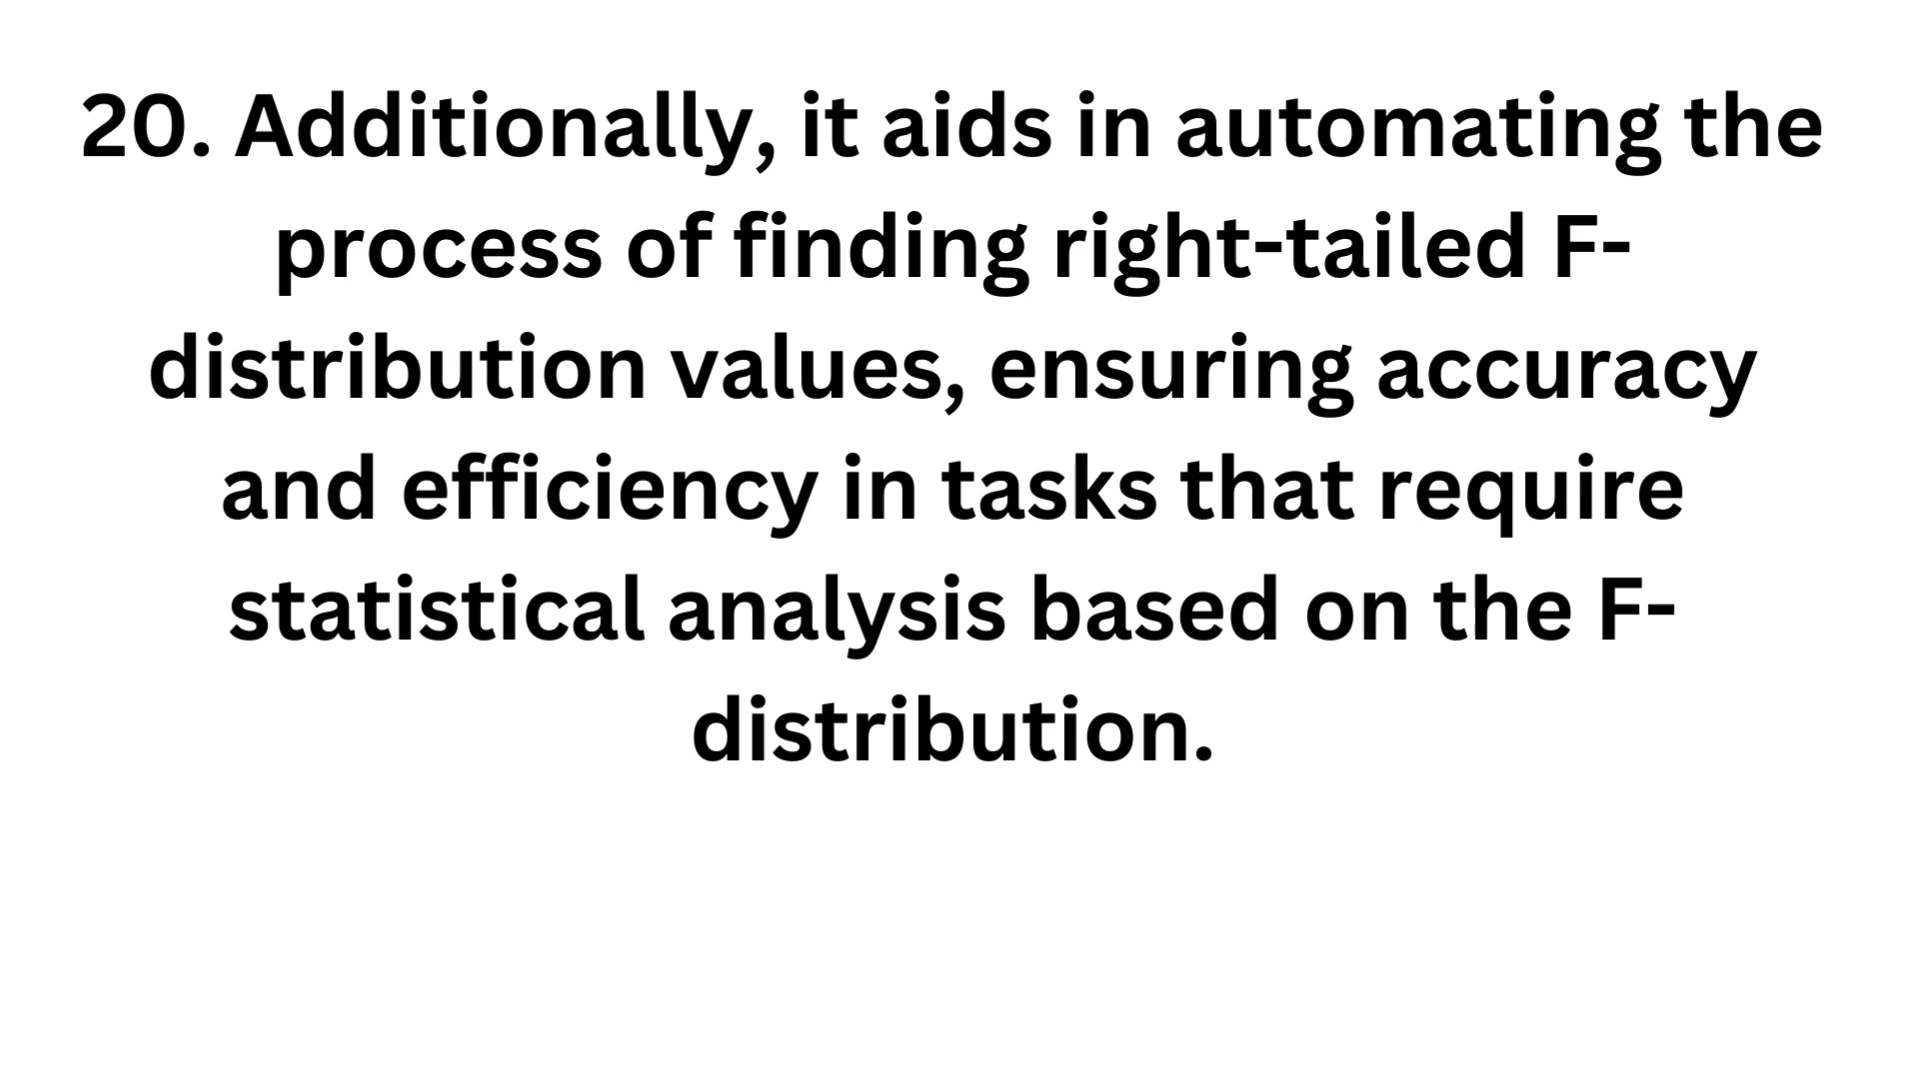 20. Additionally, it aids in automating the
process of finding right-tailed F-
distribution values, ensuring accuracy
and efficiency in tasks that require
statistical analysis based on the F-
distribution.